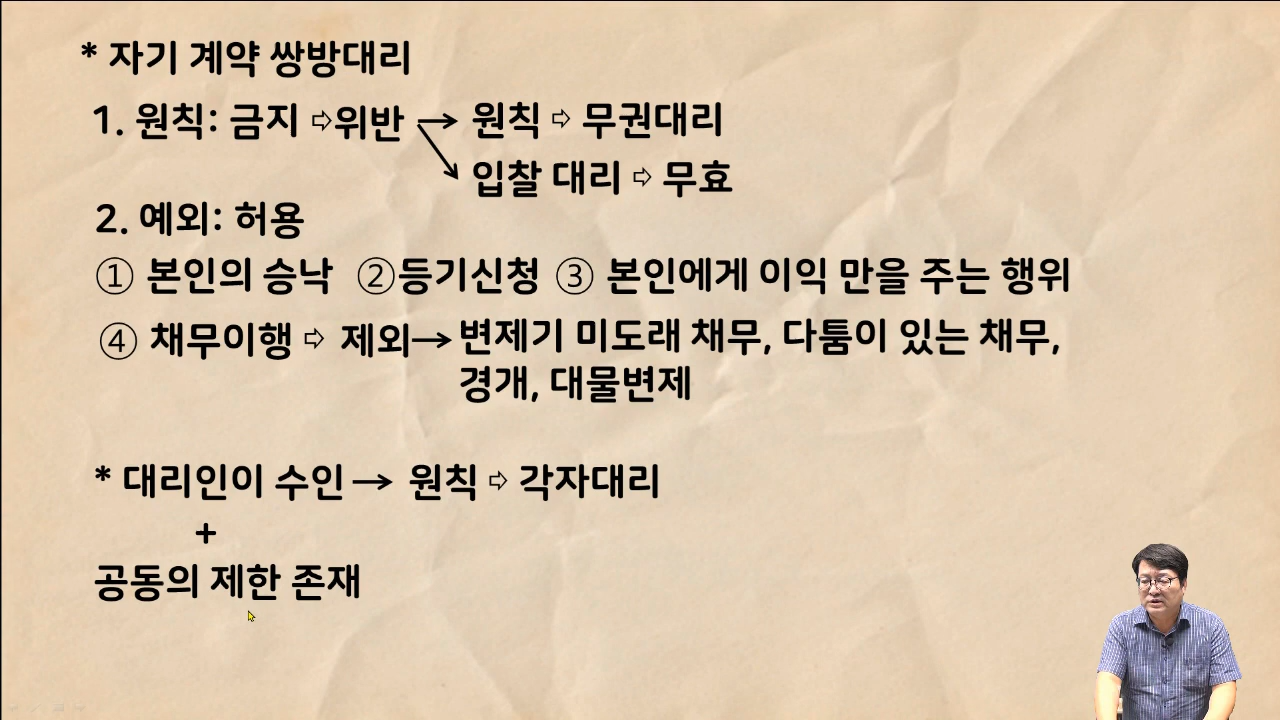 * 자기 계약 쌍방대리
1. 원칙: 금지 ⇨위반 → 원칙 ⇨ 무권대리
↘ 입찰 대리 ⇨ 무효
2. 예외: 허용
① 본인의 승낙 ②등기신청 ③ 본인에게 이익 만을 주는 행위
④ 채무이행 ⇨ 제외→변제기 미도래 채무, 다툼이 있는 채무,
경개, 대물변제
* 대리인이 수인→ 원칙 ⇨ 각자대리
+
공동의 제한 존재